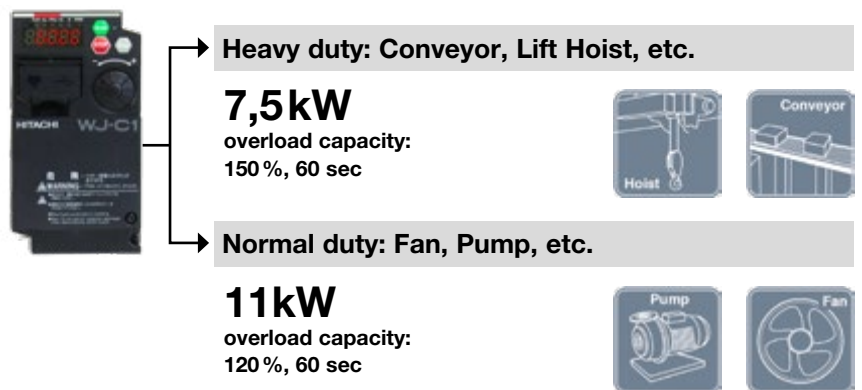 HITACHI WJ-C1
WARNING
Heavy duty: Conveyor, Lift Hoist, etc.
7,5kW
overload capacity:
150%, 60 sec
Hoist
Conveyor
Normal duty: Fan, Pump, etc.
11kW
overload capacity:
120%, 60 sec
Pump
Fan